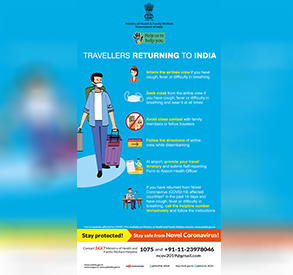 Ministry of Health & Family Welfare
Government of India
Help us to
help you
TRAVELLERS RETURNING TO INDIA
Inform the airlines crew if you have
cough, fever or difficulty in breathing
Seek mask from the airline crew if you
have cough, fever or difficulty in
breathing and wear it at all times
Avoid close contact with family
members or fellow travellers
Follow the directions of airline
crew while disembarking
At airport, provide your travel
itinerary and submit Self-reporting
Form to Airport Health Officer
If you have returned from Novel
Coronavirus (COVID-19) affected
countries* in the past 14 days and
have cough, fever or difficulty in
breathing, call the helpline number
immediately and follow the instructions
Stay protected! Stay safe from Novel Coronavirus!
Contact 24X7 Ministry of Health and
Family Welfare Helpline
1075 and +91-11-23978046
ncov2019@gmail.com